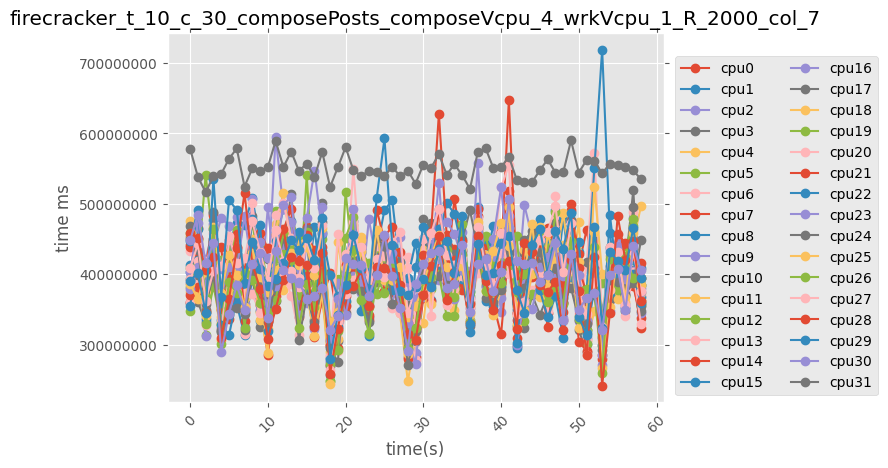 firecracker_t_10_c_30_composePosts_composeVcpu_4_wrkVcpu_1_R_2000_col_7
700000000
600000000
500000000
400000000
300000000
time ms
0
10
20
30
40
50
60
time(s)
cpu0
cpu1
cpu2
cpu3
cpu4
cpu5
cpu6
cpu7
cpu8
cpu9
cpu10
cpu11
cpu12
cpu13
cpu14
cpu15
cpu16
cpu17
cpu18
cpu19
cpu20
cpu21
cpu22
cpu23
cpu24
cpu25
cpu26
cpu27
cpu28
cpu29
cpu30
cpu31